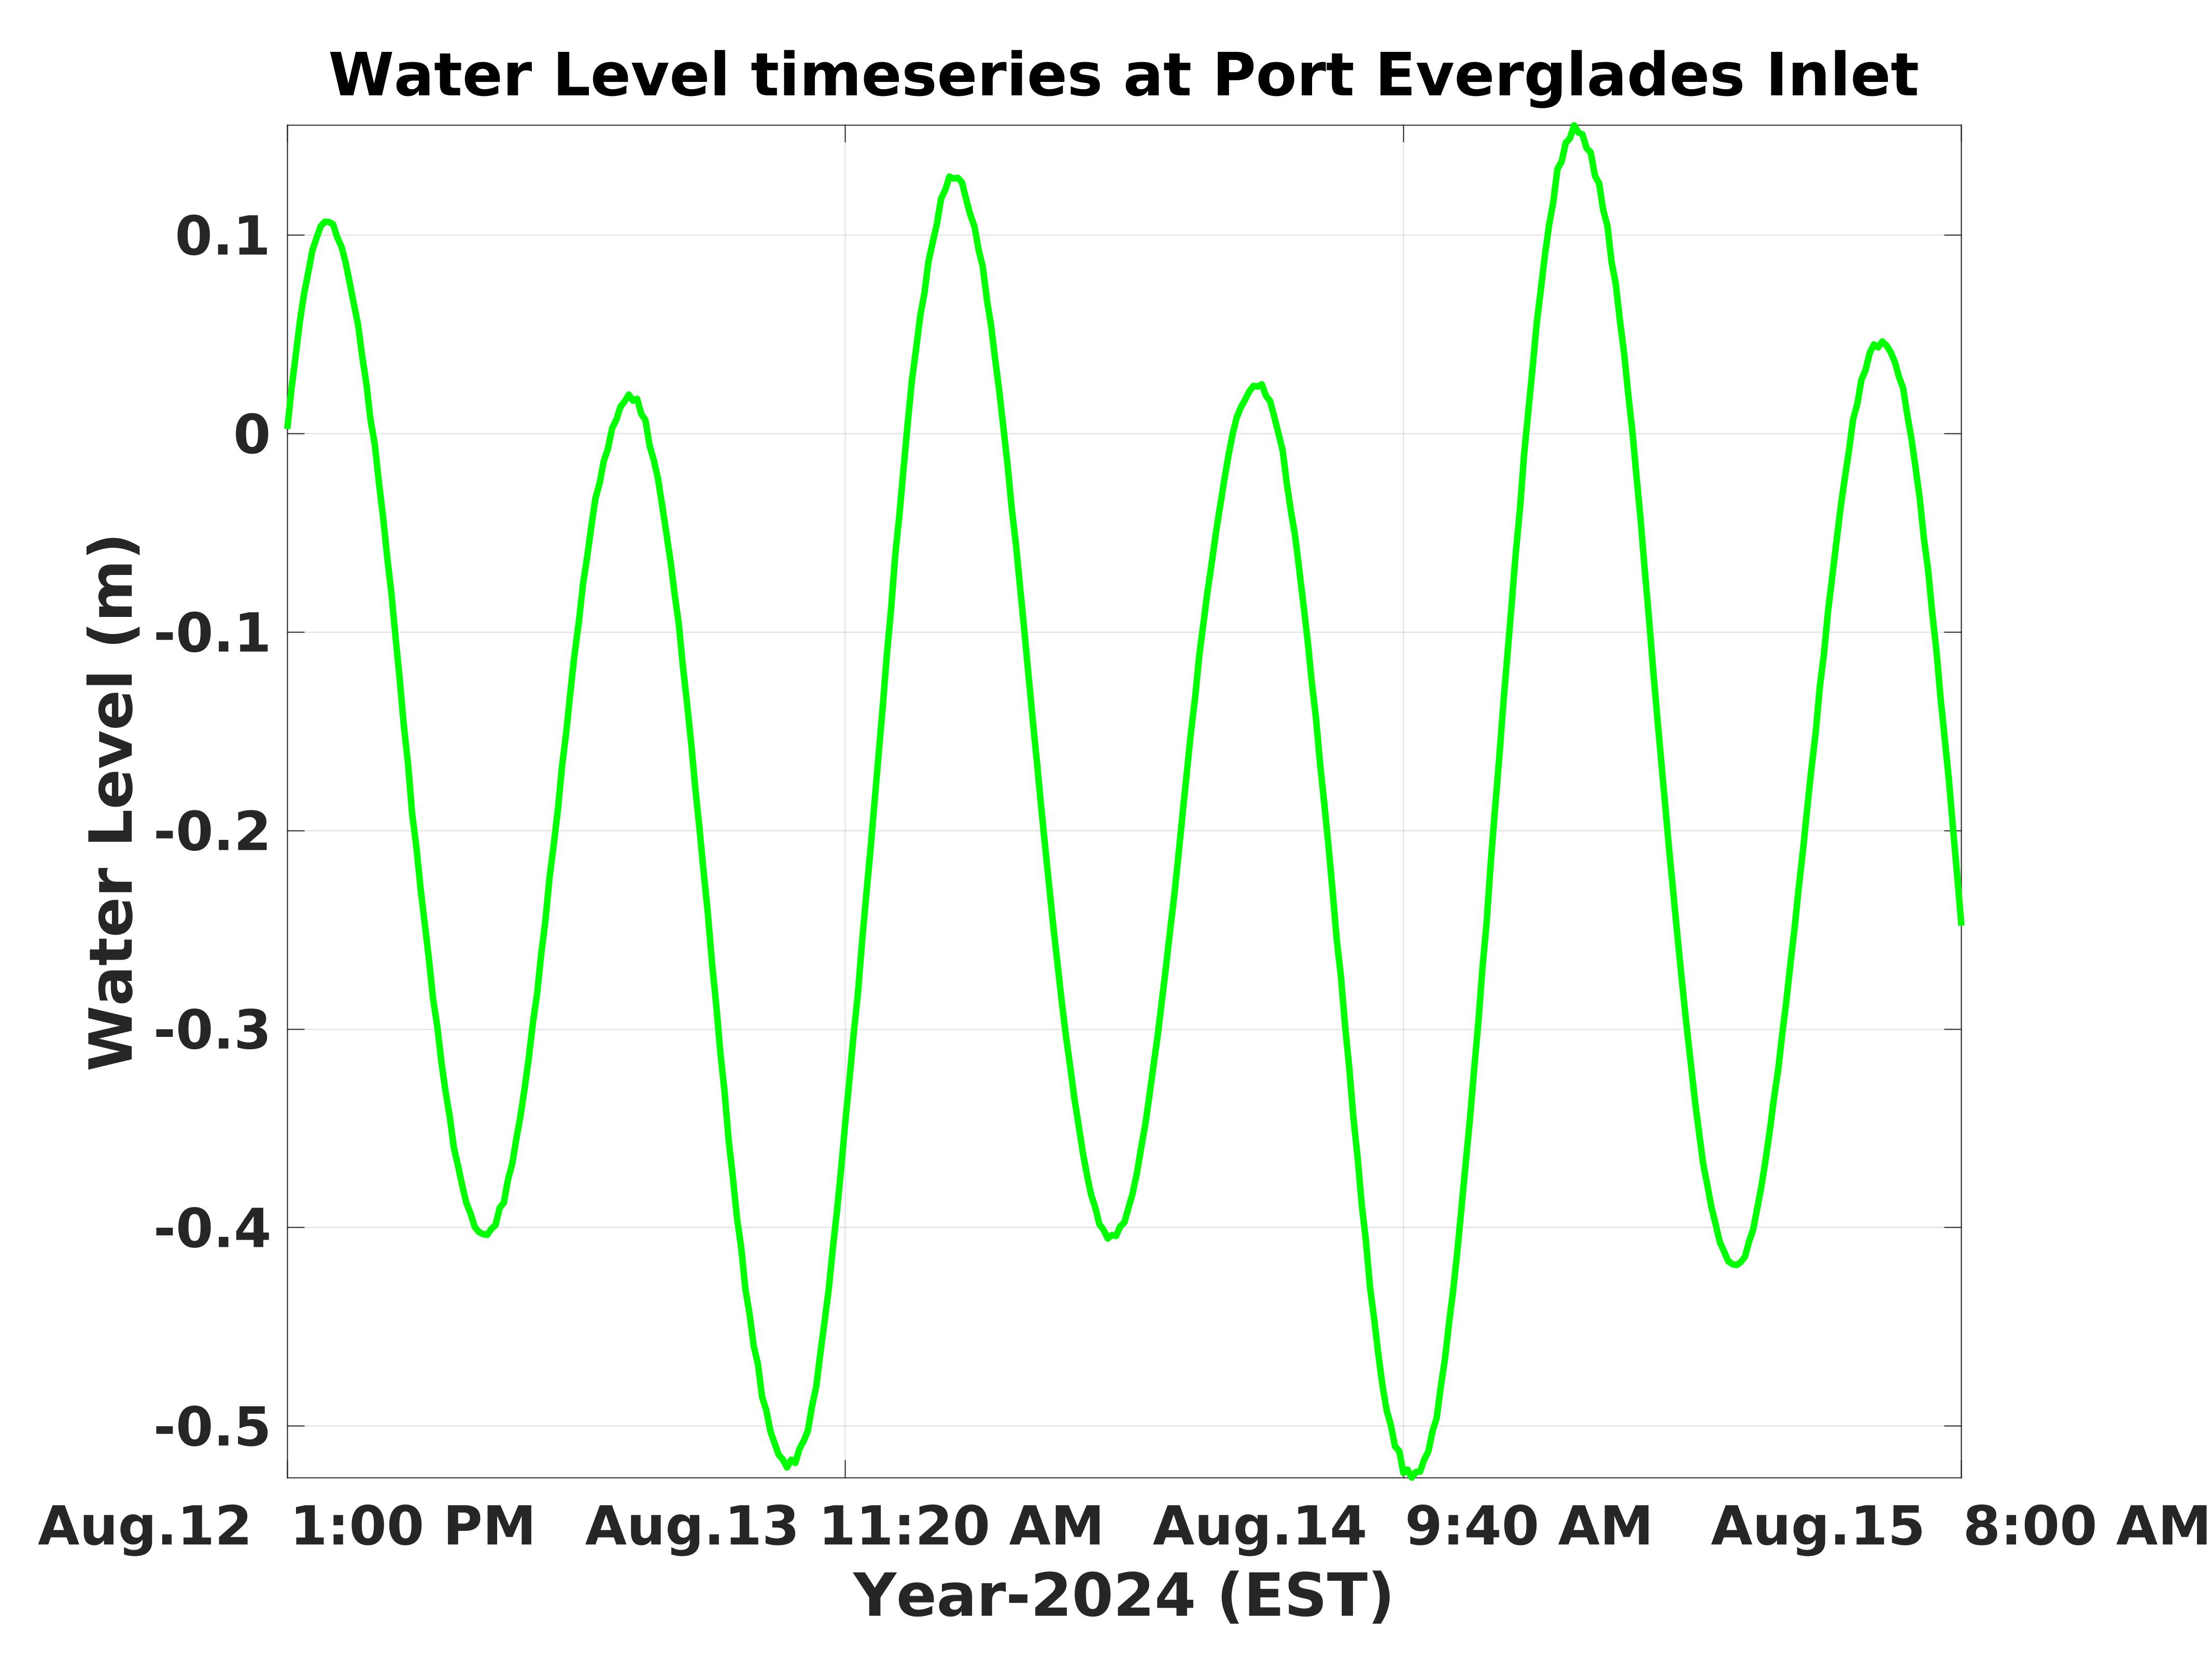 Water Level timeseries at Port Everglades Inlet
Water Level (m)
0.1
0
-0.1
-0.2
-0.3
-0.4
-0.5
Aug.12 1:00 PM Aug.13 11:20 AM Aug.14 9:40 AM Aug.15 8:00 AM
Year-2024 (EST)